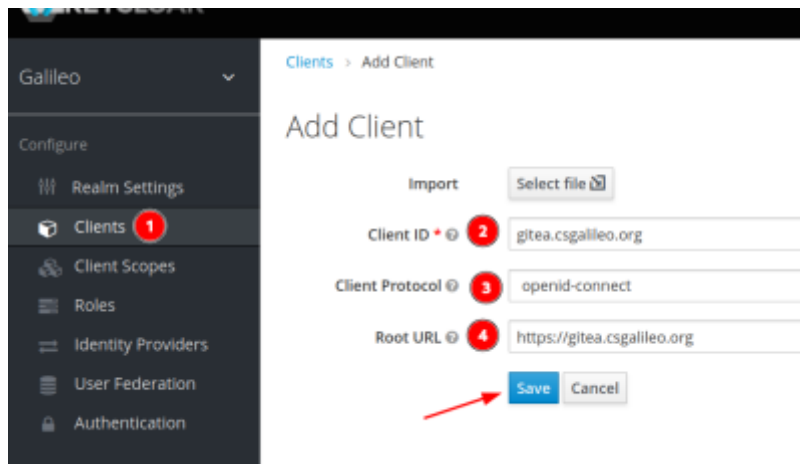 Galileo
Clients > Add Client
Configure
Add Client
Realm Settings
Import Select file
Clients 1
Client ID * 2 gitea.csgalileo.org
Client Scopes
Client Protocol 3 openid-connect
Roles
Root URL 4 https://gitea.csgalileo.org
Identity Providers
User Federation
Save Cancel
Authentication